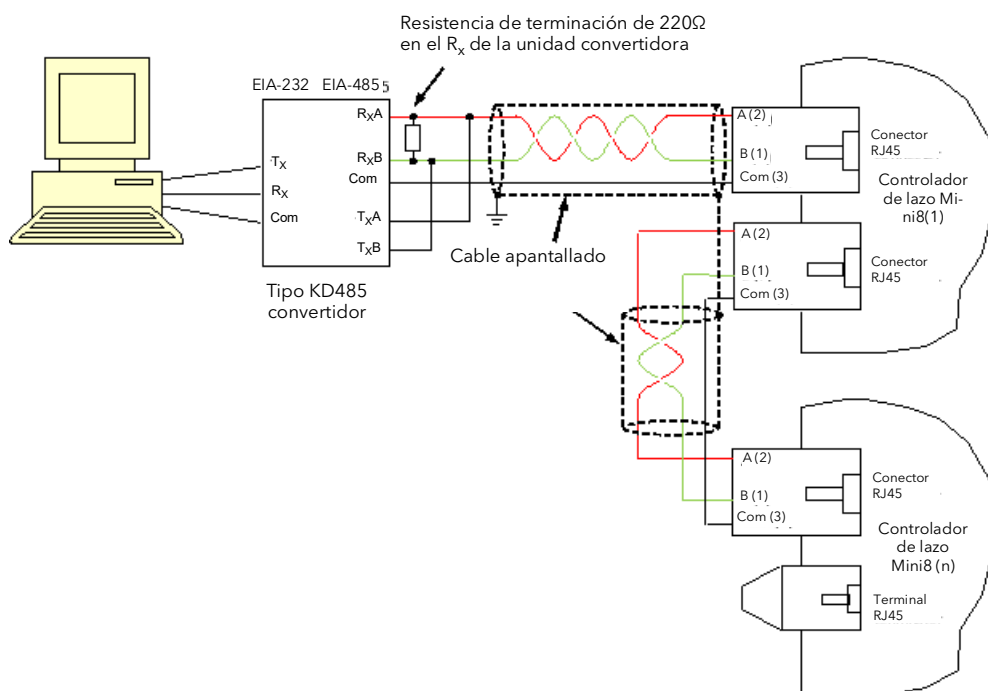 Resistencia de terminación de 220Ω
en el Rx de la unidad convertidora
EIA-232 EIA-485 5
RxA
RxB
Com
TxA
TxB
Tx
Rx
Com
Tipo KD485
convertidor
Cable apantallado
A (2)
B (1)
Com (3)
Conector
RJ45
Controlador
de lazo Mi-
ni8(1)
A (2)
B (1)
Com (3)
Conector
RJ45
A (2)
B (1)
Com (3)
Conector
RJ45
Controlador
de lazo
Mini8 (n)
Terminal
RJ45